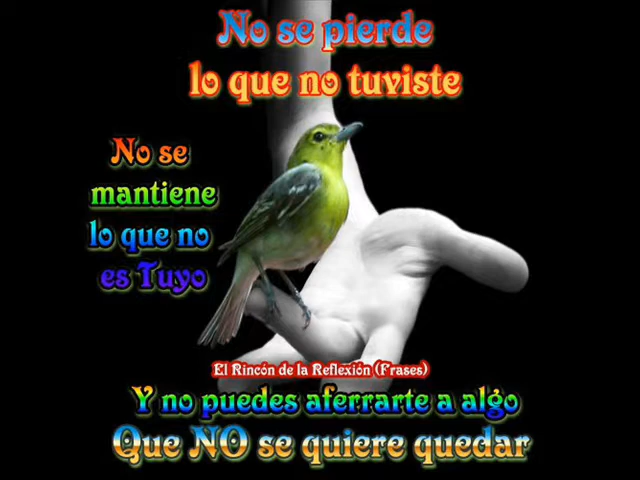 No se pierde
lo que no tuviste
No se
mantiene
lo que no
es Tuyo
El Rincón de la Reflexión (Frases)
Y no puedes aferrarte a algo
Que NO se quiere quedar